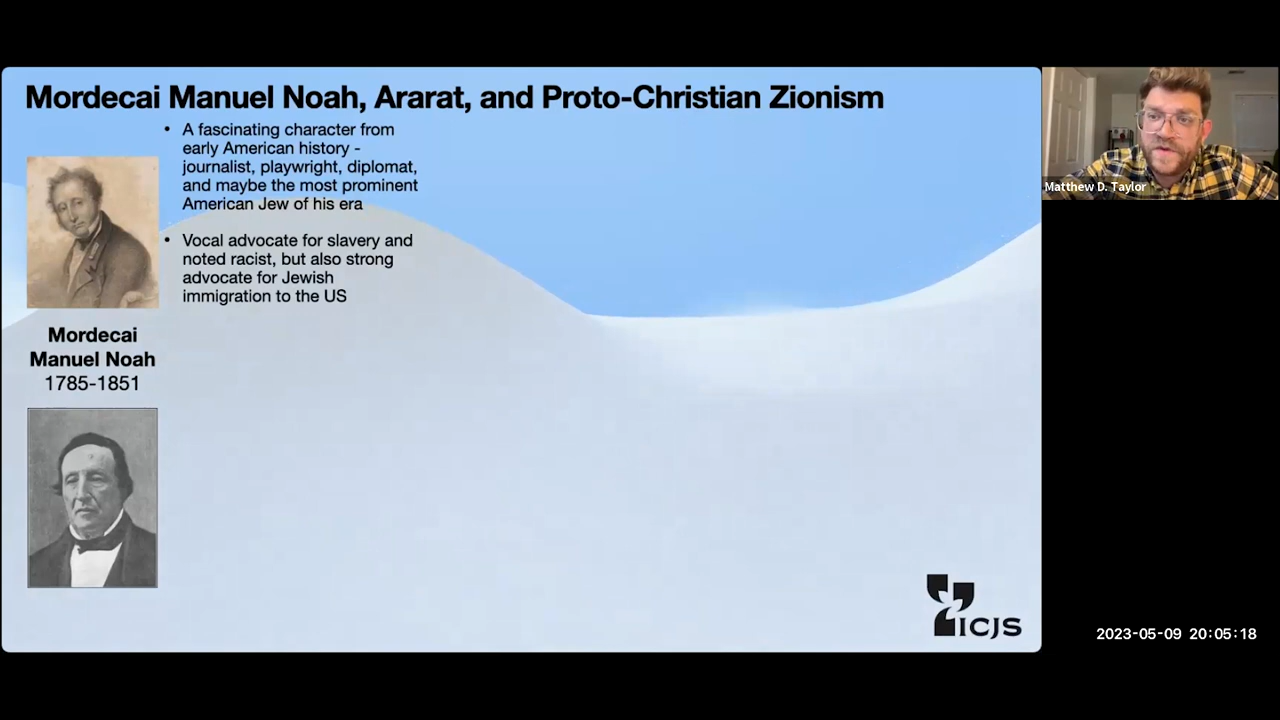 Mordecai Manuel Noah, Ararat, and Proto-Christian Zionism
• A fascinating character from
early American history -
journalist, playwright, diplomat,
and maybe the most prominent
American Jew of his era
• Vocal advocate for slavery and
noted racist, but also strong
advocate for Jewish
immigration to the US
Mordecai
Manuel Noah
1785-1851
ICJS
Matthew D. Taylor
2023-05-09 20:05:18